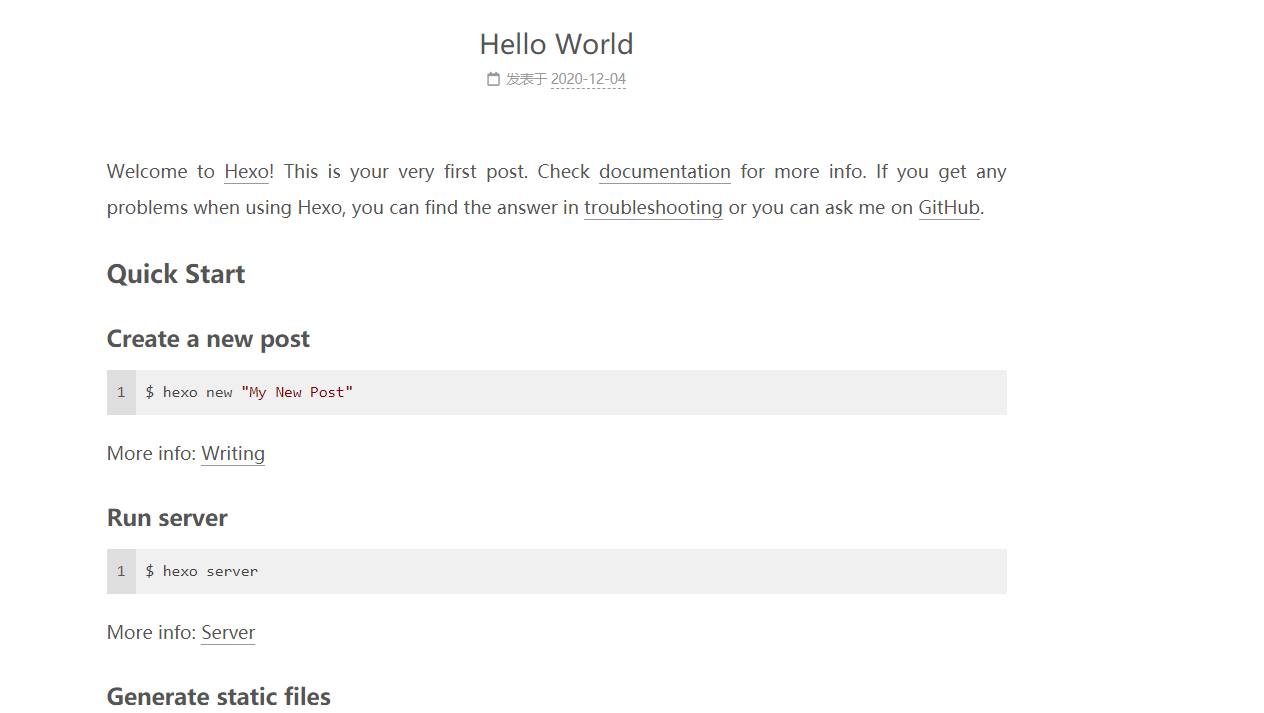 Hello World
发表于 2020-12-04
Welcome to Hexo! This is your very first post. Check documentation for more info. If you get any
problems when using Hexo, you can find the answer in troubleshooting or you can ask me on GitHub.
Quick Start
Create a new post
1 $ hexo new "My New Post"
More info: Writing
Run server
1 $ hexo server
More info: Server
Generate static files